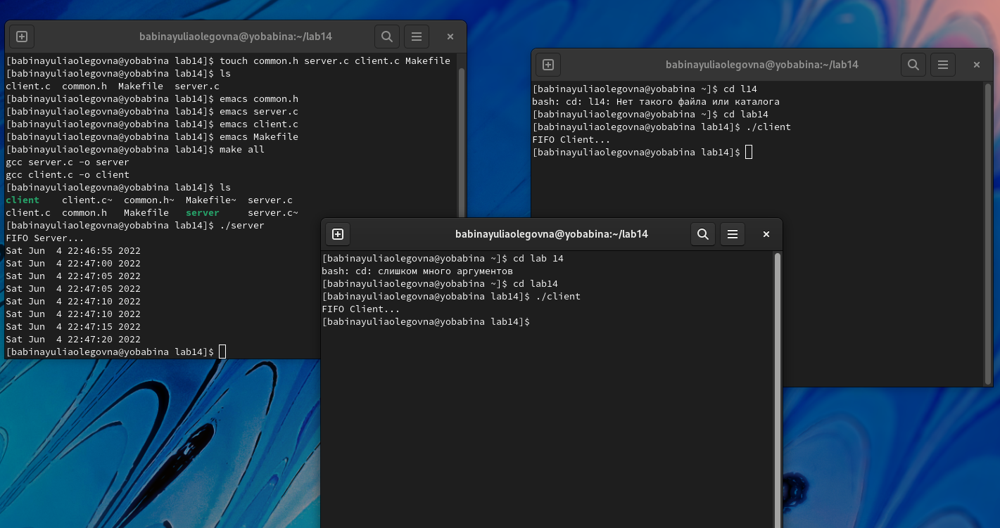 babinayuliaolegovna@yobabina:~/lab14
[babinayuliaolegovna@yobabina lab14]$ touch common.h server.c client.c Makefile
[babinayuliaolegovna@yobabina lab14]$ ls
client.c  common.h  Makefile  server.c
[babinayuliaolegovna@yobabina lab14]$ emacs common.h
[babinayuliaolegovna@yobabina lab14]$ emacs server.c
[babinayuliaolegovna@yobabina lab14]$ emacs client.c
[babinayuliaolegovna@yobabina lab14]$ emacs Makefile
[babinayuliaolegovna@yobabina lab14]$ make all
gcc server.c -o server
gcc client.c -o client
[babinayuliaolegovna@yobabina lab14]$ ls
client    client.c~  common.h~  Makefile~  server.c
client.c  common.h   Makefile   server     server.c~
[babinayuliaolegovna@yobabina lab14]$ ./server
FIFO Server...
Sat Jun  4 22:46:55 2022
Sat Jun  4 22:47:00 2022
Sat Jun  4 22:47:05 2022
Sat Jun  4 22:47:05 2022
Sat Jun  4 22:47:10 2022
Sat Jun  4 22:47:10 2022
Sat Jun  4 22:47:15 2022
Sat Jun  4 22:47:20 2022
[babinayuliaolegovna@yobabina lab14]$
babinayuliaolegovna@yobabina:~/lab14
[babinayuliaolegovna@yobabina ~]$ cd l14
bash: cd: l14: Нет такого файла или каталога
[babinayuliaolegovna@yobabina ~]$ cd lab14
[babinayuliaolegovna@yobabina lab14]$ ./client
FIFO Client...
[babinayuliaolegovna@yobabina lab14]$
babinayuliaolegovna@yobabina:~/lab14
[babinayuliaolegovna@yobabina ~]$ cd lab 14
bash: cd: слишком много аргументов
[babinayuliaolegovna@yobabina ~]$ cd lab14
[babinayuliaolegovna@yobabina lab14]$ ./client
FIFO Client...
[babinayuliaolegovna@yobabina lab14]$